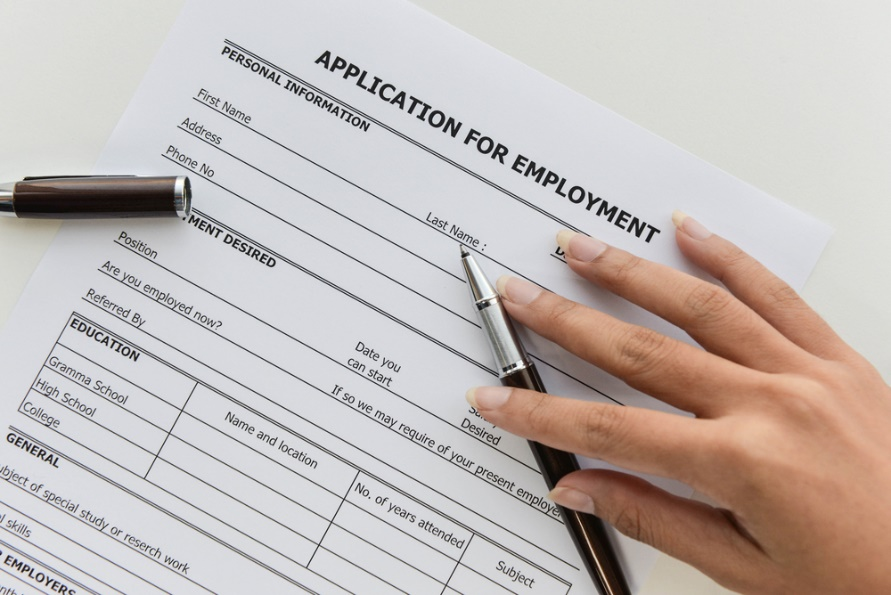 APPLICATION FOR EMPLOYMENT
PERSONAL INFORMATION
First Name
Last Name :
Address
Phone No
MENT DESIRED
Position
Date you
can start
Desired
Are you employed now?
If so we may require of your present employe
Referred By
EDUCATION
Name and location
No. of years attended
Subject
Gramma School
High School
College
GENERAL
ubject of special study or reserch work
al skills
EMPLOYERS